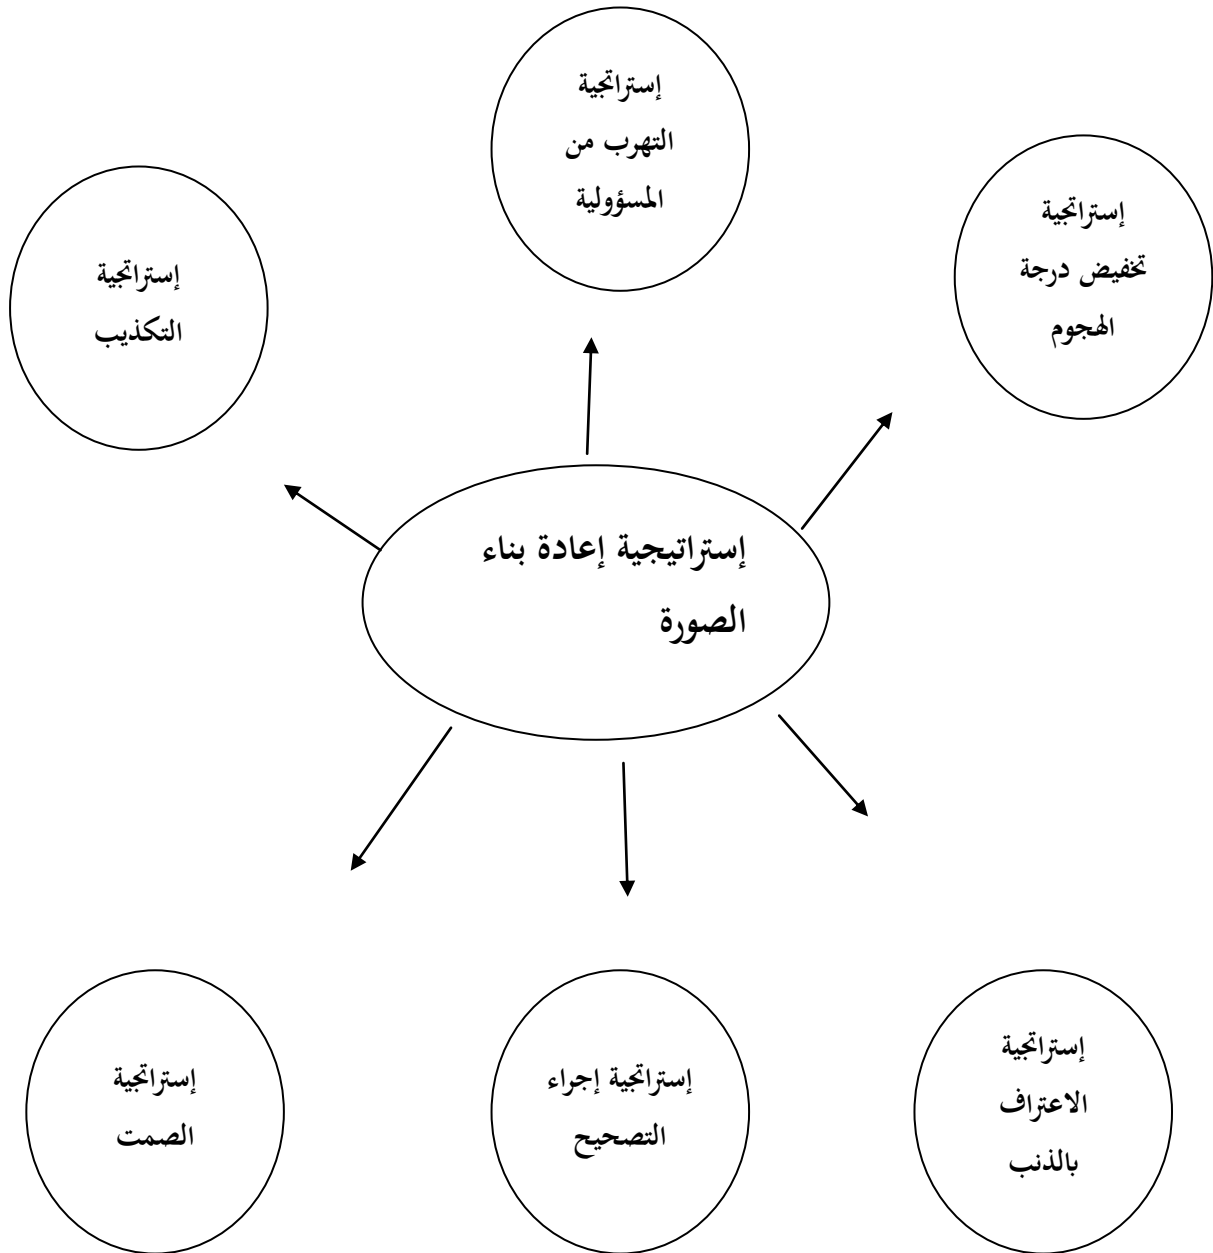 إستراتجية
التهرب من
المسؤولية
إستراتجية
تخفيض درجة
الهجوم
إستراتجية
التكذيب
إستراتيجية إعادة بناء
الصورة
إستراتجية
الاعتراف
بالذنب
إستراتجية إجراء
التصحيح
إستراتجية
الصمت